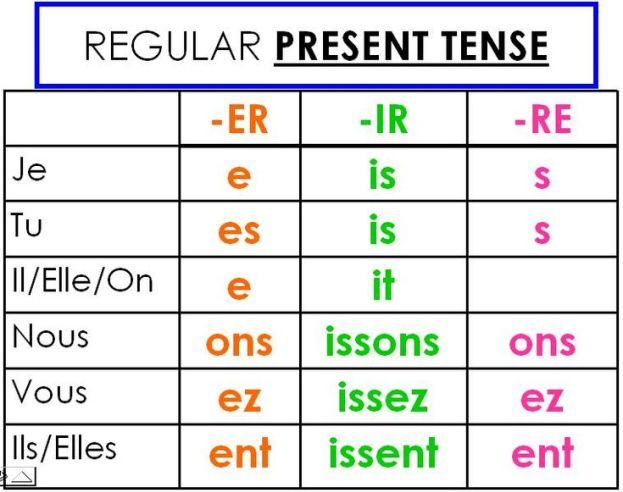 REGULAR PRESENT TENSE
-ER -IR -RE
Je e is s
Tu es is s
Il/Elle/On e it
Nous ons issons ons
Vous ez issez ez
Ils/Elles ent issent ent